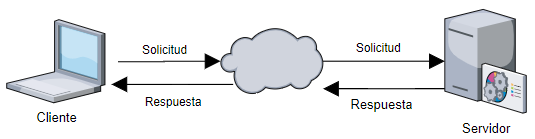 Solicitud
Solicitud
Respuesta
Respuesta
Cliente
Servidor